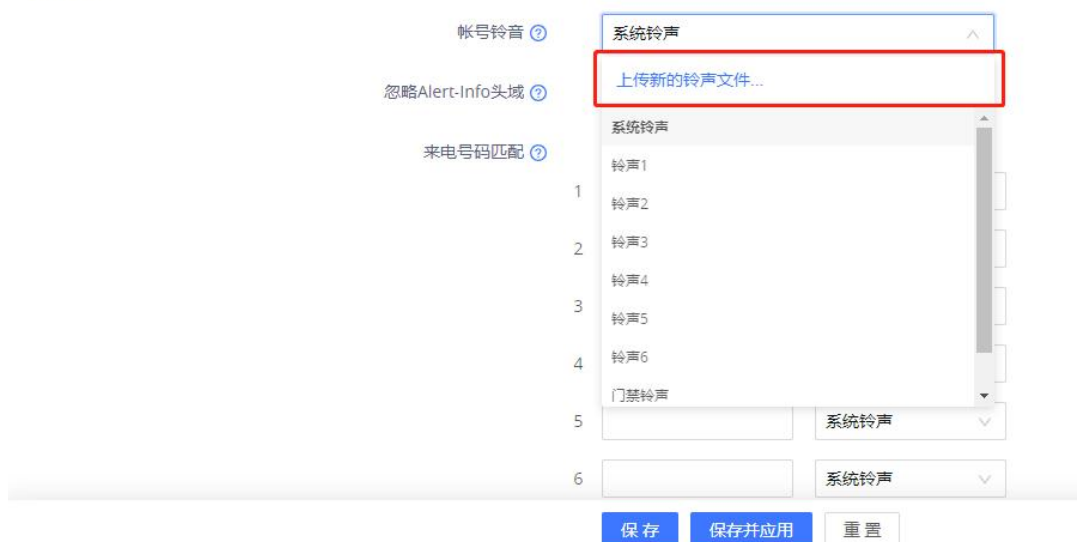 帐号铃音 ?
系统铃声
上传新的铃声文件...
忽略Alert-Info头域 ?
系统铃声
来电号码匹配 ?
铃声1
1
铃声2
2
铃声3
铃声4
3
铃声5
4
铃声6
门禁铃声
5
系统铃声
6
系统铃声
保存
保存并应用
重置